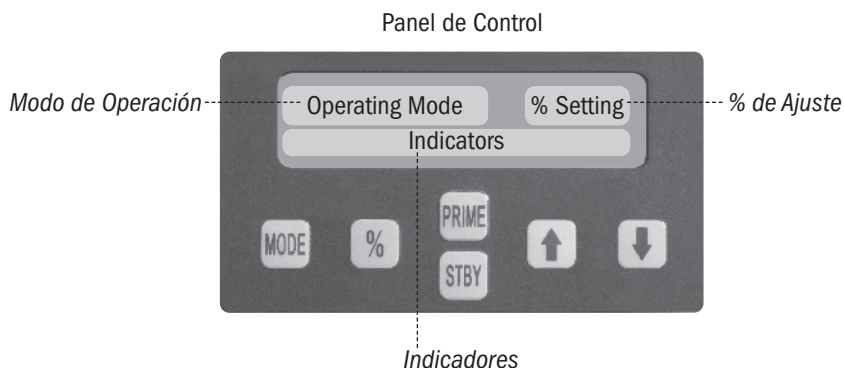 Panel de Control
Modo de Operación
Operating Mode
% Setting
% de Ajuste
Indicators
PRIME
MODE
%
STBY
Indicadores